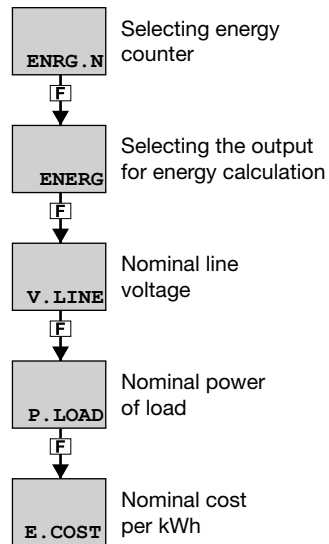 ENRG.N
Selecting energy
counter
F
ENERG
Selecting the output
for energy calculation
F
V.LINE
Nominal line
voltage
F
P.LOAD
Nominal power
of load
F
E.COST
Nominal cost
per kWh